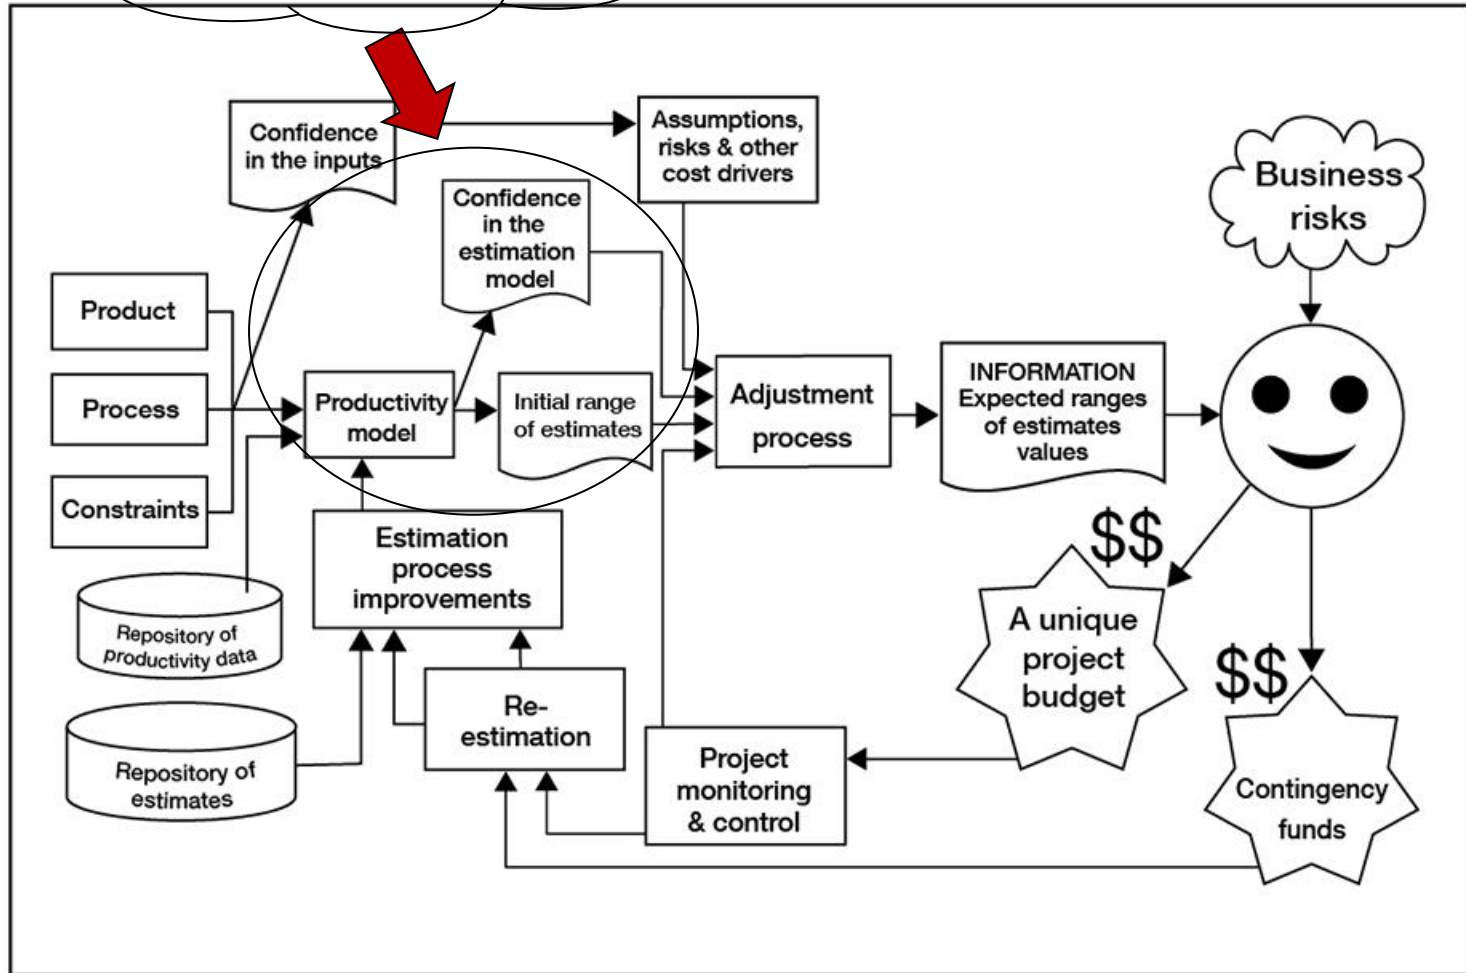 Confidence
in the inputs
Assumptions,
risks & other
cost drivers
Business
risks
Confidence
in the
estimation
model
Product
Process
Constraints
Productivity
model
Initial range
of estimates
Adjustment
process
INFORMATION
Expected ranges
of estimates
values
Estimation
process
improvements
$$
A unique
project
budget
$$
Contingency
funds
Repository of
productivity data
Re-
estimation
Repository of
estimates
Project
monitoring
& control